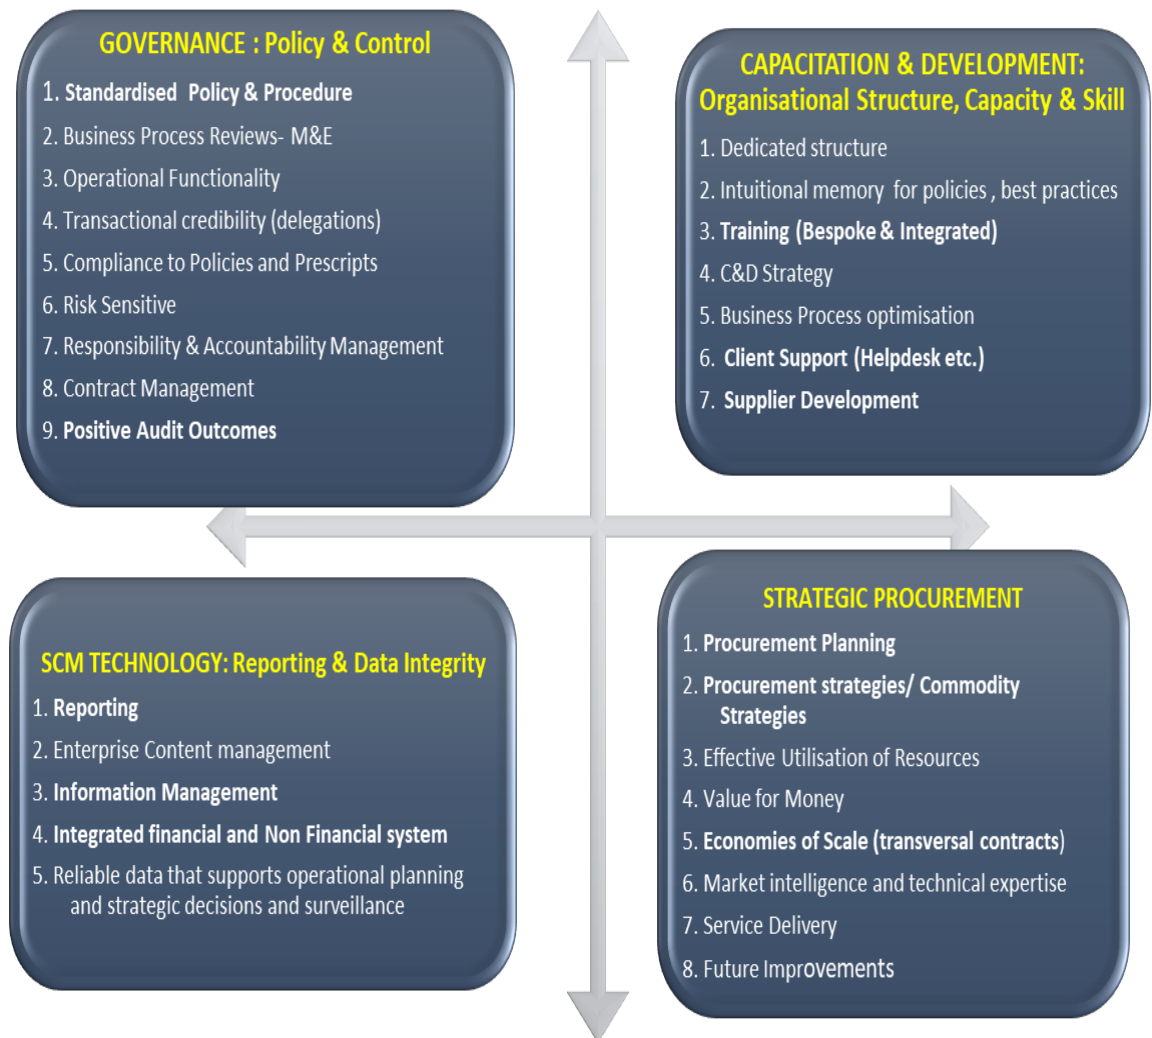 GOVERNANCE : Policy & Control
1. Standardised Policy & Procedure
2. Business Process Reviews- M&E
3. Operational Functionality
4. Transactional credibility (delegations)
5. Compliance to Policies and Prescripts
6. Risk Sensitive
7. Responsibility & Accountability Management
8. Contract Management
9. Positive Audit Outcomes
CAPACITATION & DEVELOPMENT:
Organisational Structure, Capacity & Skill
1. Dedicated structure
2. Intuitional memory for policies , best practices
3. Training (Bespoke & Integrated)
4. C&D Strategy
5. Business Process optimisation
6. Client Support (Helpdesk etc.)
7. Supplier Development
SCM TECHNOLOGY: Reporting & Data Integrity
1. Reporting
2. Enterprise Content management
3. Information Management
4. Integrated financial and Non Financial system
5. Reliable data that supports operational planning
and strategic decisions and surveillance
STRATEGIC PROCUREMENT
1. Procurement Planning
2. Procurement strategies/ Commodity
Strategies
3. Effective Utilisation of Resources
4. Value for Money
5. Economies of Scale (transversal contracts)
6. Market intelligence and technical expertise
7. Service Delivery
8. Future Improvements